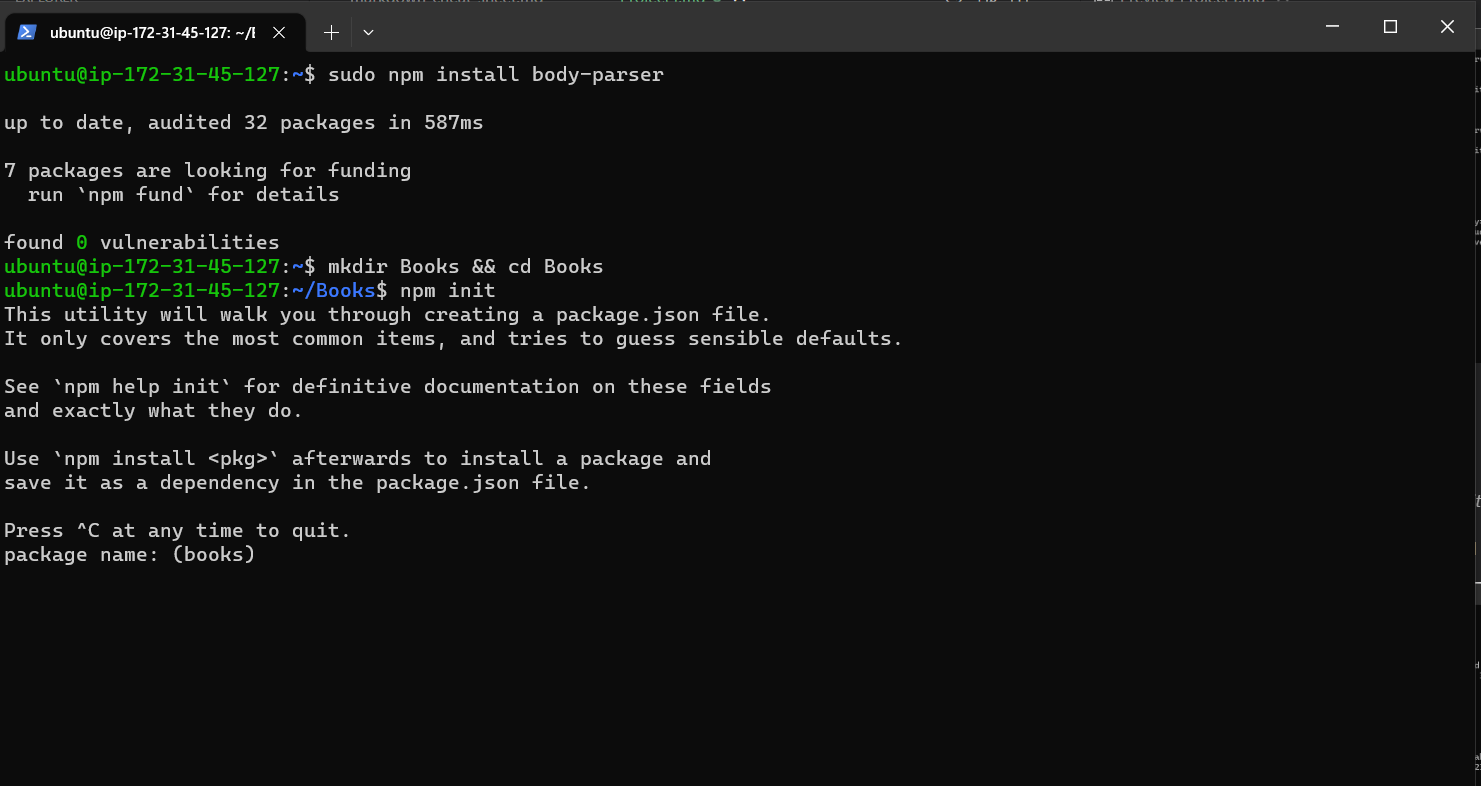 ubuntu@ip-172-31-45-127: ~/
ubuntu@ip-172-31-45-127:~$ sudo npm install body-parser
up to date, audited 32 packages in 587ms
7 packages are looking for funding
run `npm fund` for details
found 0 vulnerabilities
ubuntu@ip-172-31-45-127:~$ mkdir Books && cd Books
ubuntu@ip-172-31-45-127:~/Books$ npm init
This utility will walk you through creating a package.json file.
It only covers the most common items, and tries to guess sensible defaults.
See `npm help init` for definitive documentation on these fields
and exactly what they do.
Use `npm install <pkg>` afterwards to install a package and
save it as a dependency in the package.json file.
Press ^C at any time to quit.
package name: (books)